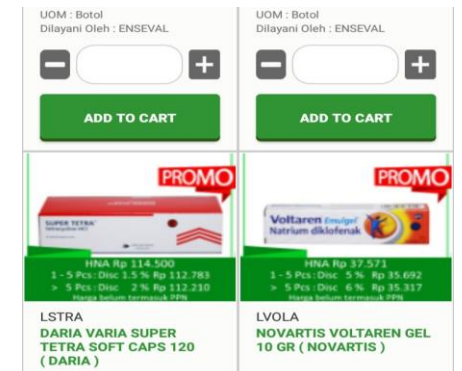 UOM : Botol
Dilayani Oleh : ENSEVAL
ADD TO CART
PROMO
SUPER TETRA
HNA Rp 114.500
1 - 5 Pcs : Disc 1.5 % Rp 112.783
> 5 Pcs : Disc 2 % Rp 112.210
Harga belum termasuk PPN
LSTRA
DARIA VARIA SUPER
TETRA SOFT CAPS 120
( DARIA )
UOM : Botol
Dilayani Oleh : ENSEVAL
ADD TO CART
PROMO
Voltaren Emulgel
Natrium diklofenak
HNA Rp 37.571
1 - 5 Pcs : Disc 5 % Rp 35.692
> 5 Pcs : Disc 6 % Rp 35.317
Harga belum termasuk PPN
LVOLA
NOVARTIS VOLTAREN GEL
10 GR ( NOVARTIS )